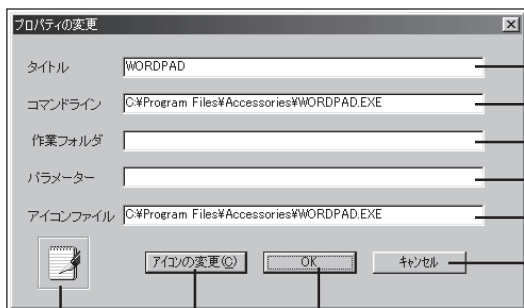 プロパティの変更
タイトル WORDPAD
コマンドライン C:¥Program Files¥Accessories¥WORDPAD.EXE
作業フォルダ
パラメーター
アイコンファイル C:¥Program Files¥Accessories¥WORDPAD.EXE
アイコンの変更(C) OK キャンセル